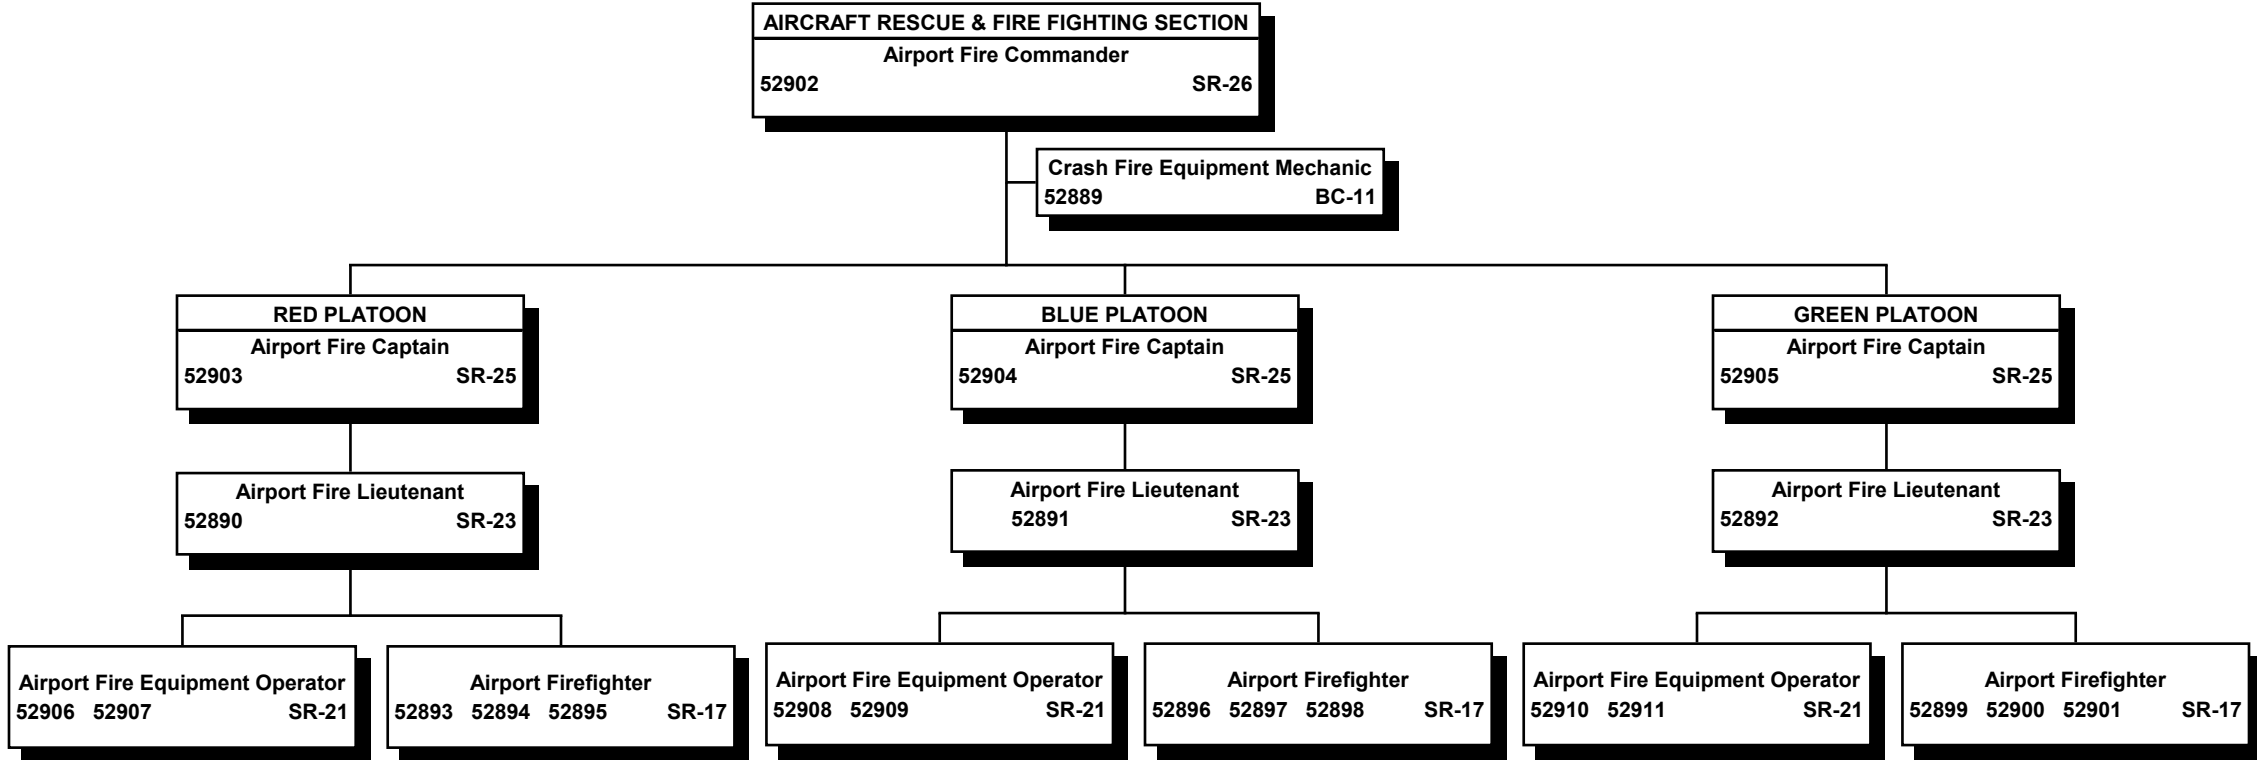 AIRCRAFT RESCUE & FIRE FIGHTING SECTION
Airport Fire Commander
52902 SR-26
Crash Fire Equipment Mechanic
52889 BC-11
RED PLATOON
Airport Fire Captain
52903 SR-25
BLUE PLATOON
Airport Fire Captain
52904 SR-25
GREEN PLATOON
Airport Fire Captain
52905 SR-25
Airport Fire Lieutenant
52890 SR-23
Airport Fire Lieutenant
52891 SR-23
Airport Fire Lieutenant
52892 SR-23
Airport Fire Equipment Operator
52906 52907 SR-21
Airport Firefighter
52893 52894 52895 SR-17
Airport Fire Equipment Operator
52908 52909 SR-21
Airport Firefighter
52896 52897 52898 SR-17
Airport Fire Equipment Operator
52910 52911 SR-21
Airport Firefighter
52899 52900 52901 SR-17